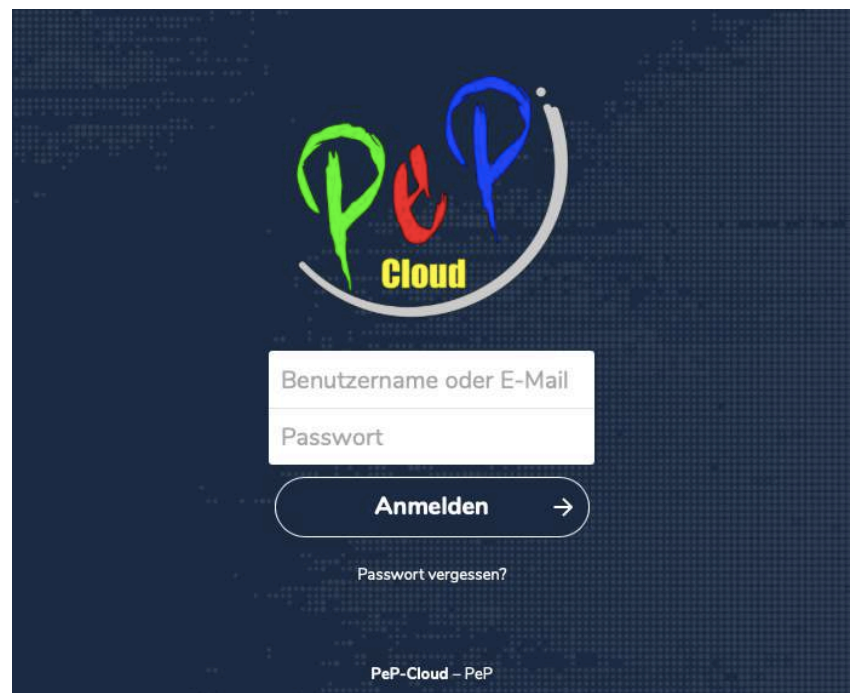 PeP
Cloud
Benutzername oder E-Mail
Passwort
Anmelden →
Passwort vergessen?
PeP-Cloud – PeP